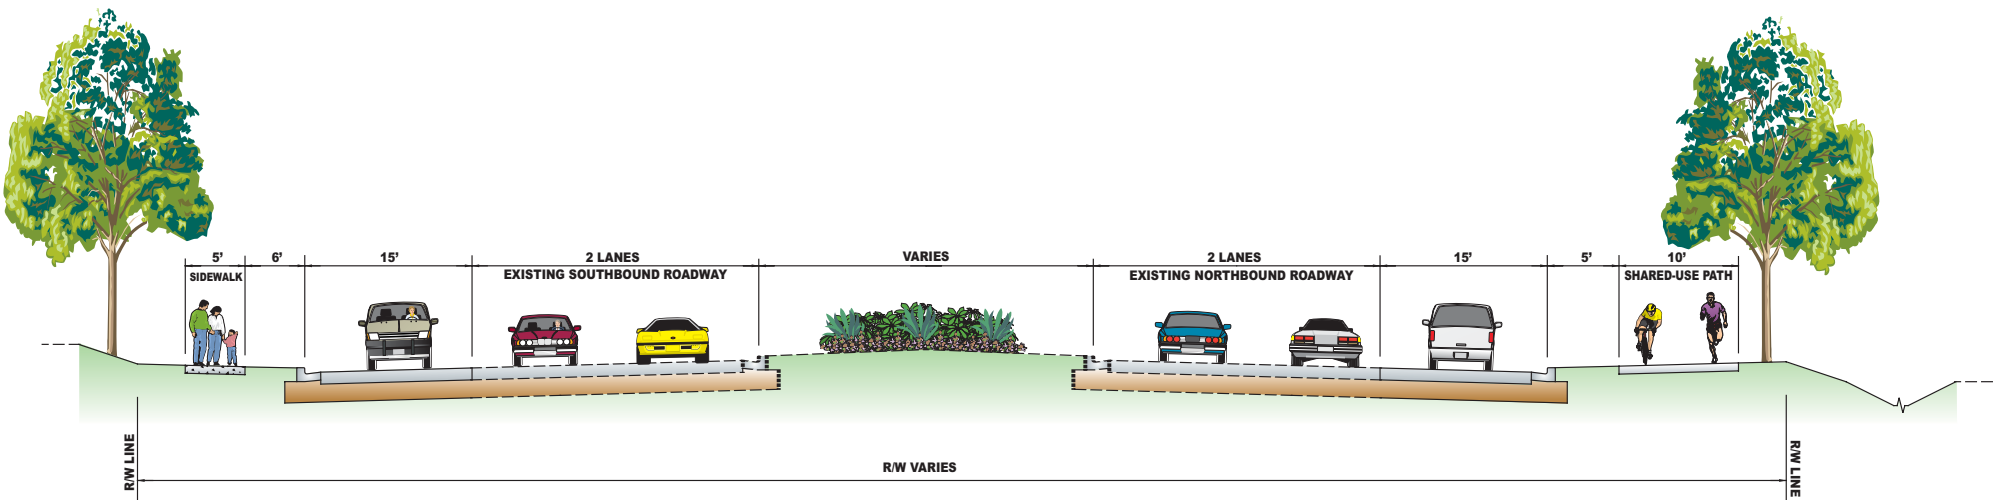 5' 6' 15' 2 LANES VARIES 2 LANES 15' 5' 10'
SIDEWALK EXISTING SOUTHBOUND ROADWAY EXISTING NORTHBOUND ROADWAY SHARED-USE PATH
R/W LINE R/W VARIES R/W LINE